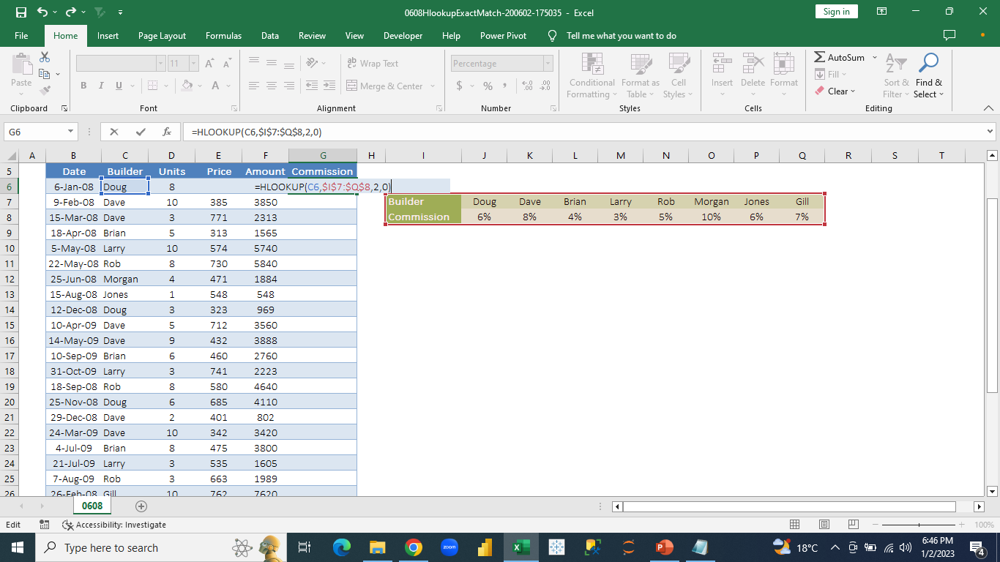 0608HlookupExactMatch-200602-175035 - Excel
Sign in
File Home Insert Page Layout Formulas Data Review View Developer Help Power Pivot Tell me what you want to do
Paste
Clipboard
11
B I U A
Font
Wrap Text
Merge & Center
Alignment
Percentage
$ % ,
Number
Conditional Formatting
Format as Table
Cell Styles
Styles
Insert Delete Format
Cells
AutoSum
Fill
Clear
Sort & Filter
Find & Select
Editing
G6 fx =HLOOKUP(C6,$I$7:$Q$8,2,0)
A B C D E F G H I J K L M N O P Q R S T
5 Date Builder Units Price Amount Commission
6 6-Jan-08 Doug 8 =HLOOKUP(C6,$I$7:$Q$8,2,0)
7 9-Feb-08 Dave 10 385 3850 Builder Doug Dave Brian Larry Rob Morgan Jones Gill
8 15-Mar-08 Dave 3 771 2313 Commission 6% 8% 4% 3% 5% 10% 6% 7%
9 18-Apr-08 Brian 5 313 1565
10 5-May-08 Larry 10 574 5740
11 22-May-08 Rob 8 730 5840
12 25-Jun-08 Morgan 4 471 1884
13 15-Aug-08 Jones 1 548 548
14 12-Dec-08 Doug 3 323 969
15 10-Apr-09 Dave 5 712 3560
16 14-May-09 Dave 9 432 3888
17 10-Sep-09 Brian 6 460 2760
18 31-Oct-09 Larry 3 741 2223
19 18-Sep-08 Rob 8 580 4640
20 25-Nov-08 Doug 6 685 4110
21 29-Dec-08 Dave 2 401 802
22 24-Mar-09 Dave 10 342 3420
23 4-Jul-09 Brian 8 475 3800
24 21-Jul-09 Larry 3 535 1605
25 7-Aug-09 Rob 3 663 1989
26 26-Feb-08 Gill 10 762 7620
0608
Edit Accessibility: Investigate 100%
Type here to search
zoom
18°C
6:46 PM
1/2/2023
4